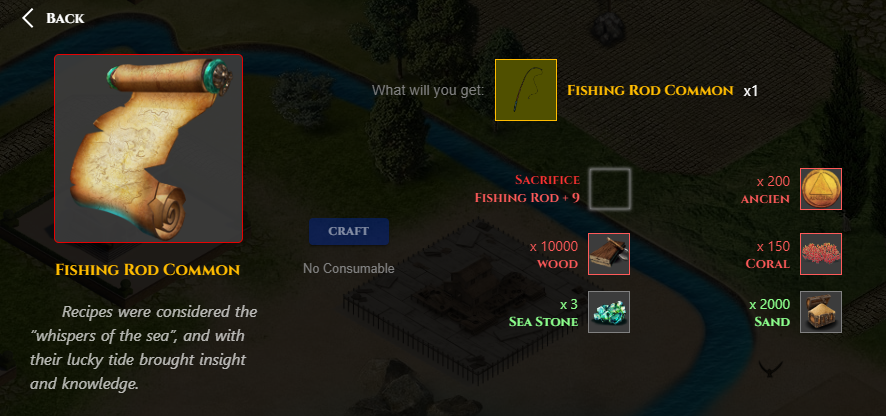 Back
What will you get:
Fishing Rod Common x1
Sacrifice
Fishing Rod + 9
x 200
Ancien
Craft
No Consumable
x 10000
Wood
x 150
Coral
x 3
Sea Stone
x 2000
Sand
Fishing Rod Common
Recipes were considered the
"whispers of the sea", and with
their lucky tide brought insight
and knowledge.